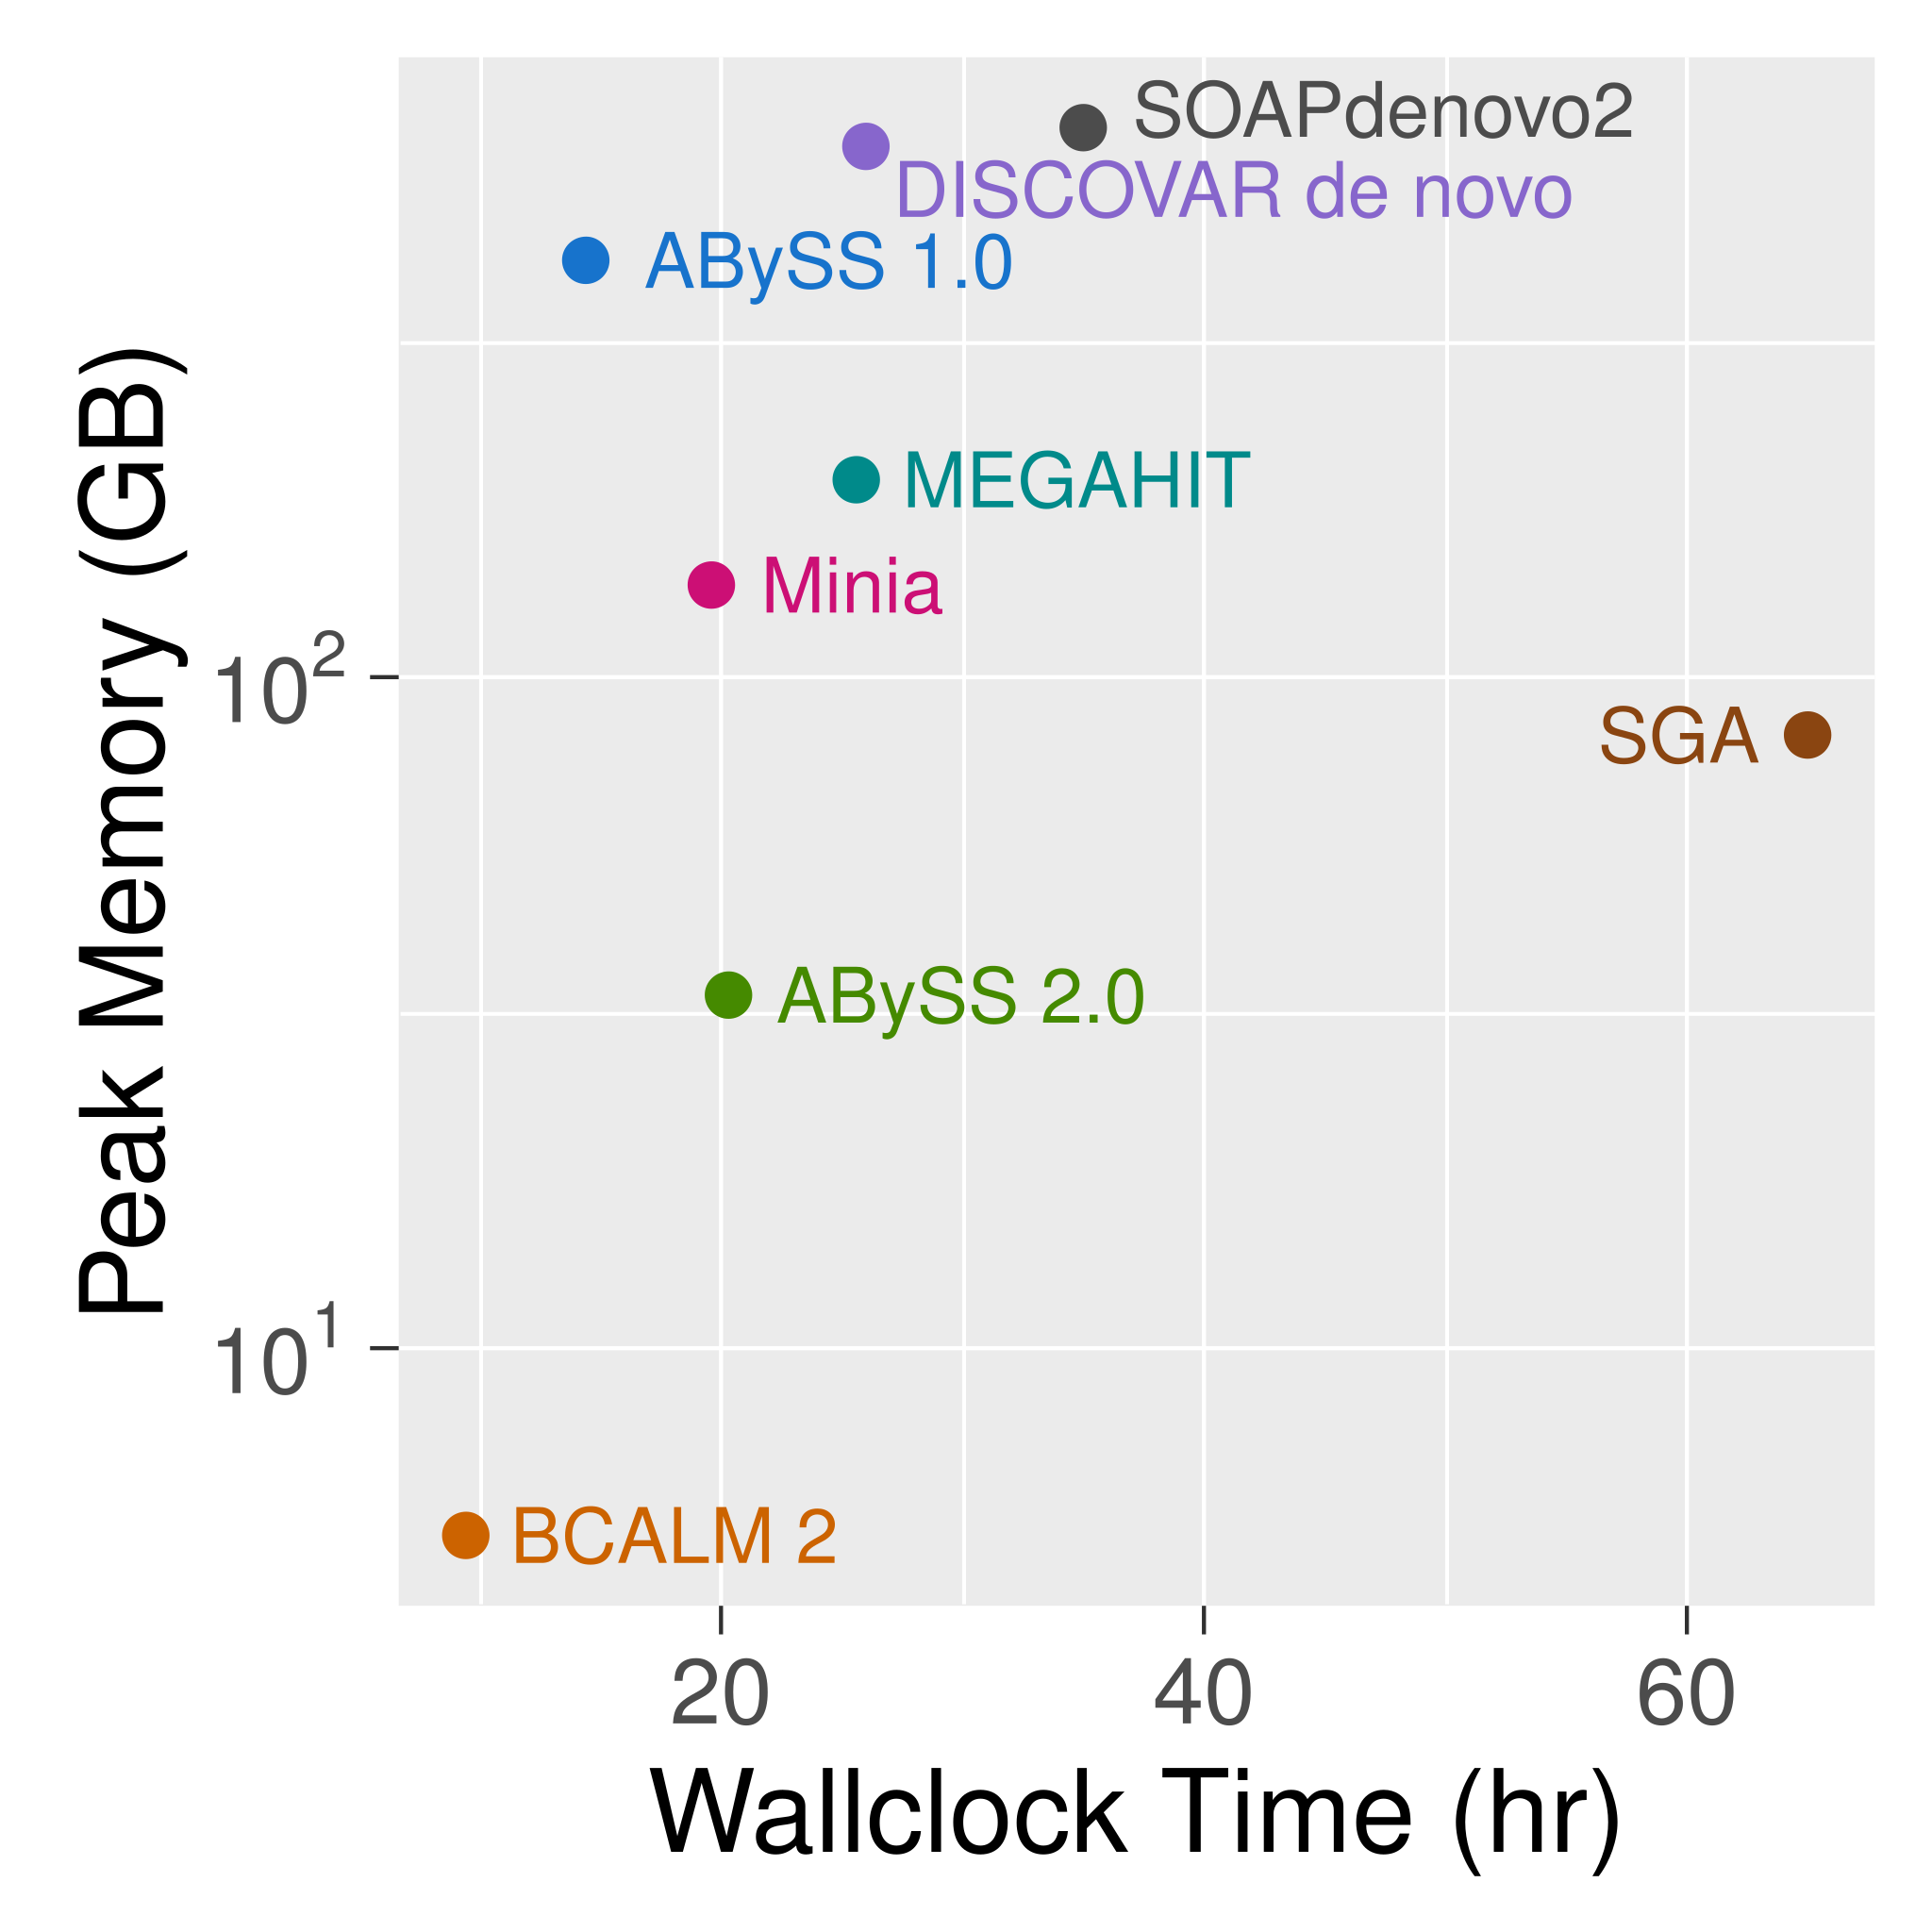 SOAPdenovo2
DISCOVAR de novo
ABySS 1.0
MEGAHIT
Minia
SGA
ABySS 2.0
BCALM 2
Peak Memory (GB)
10²
10¹
20 40 60
Wallclock Time (hr)